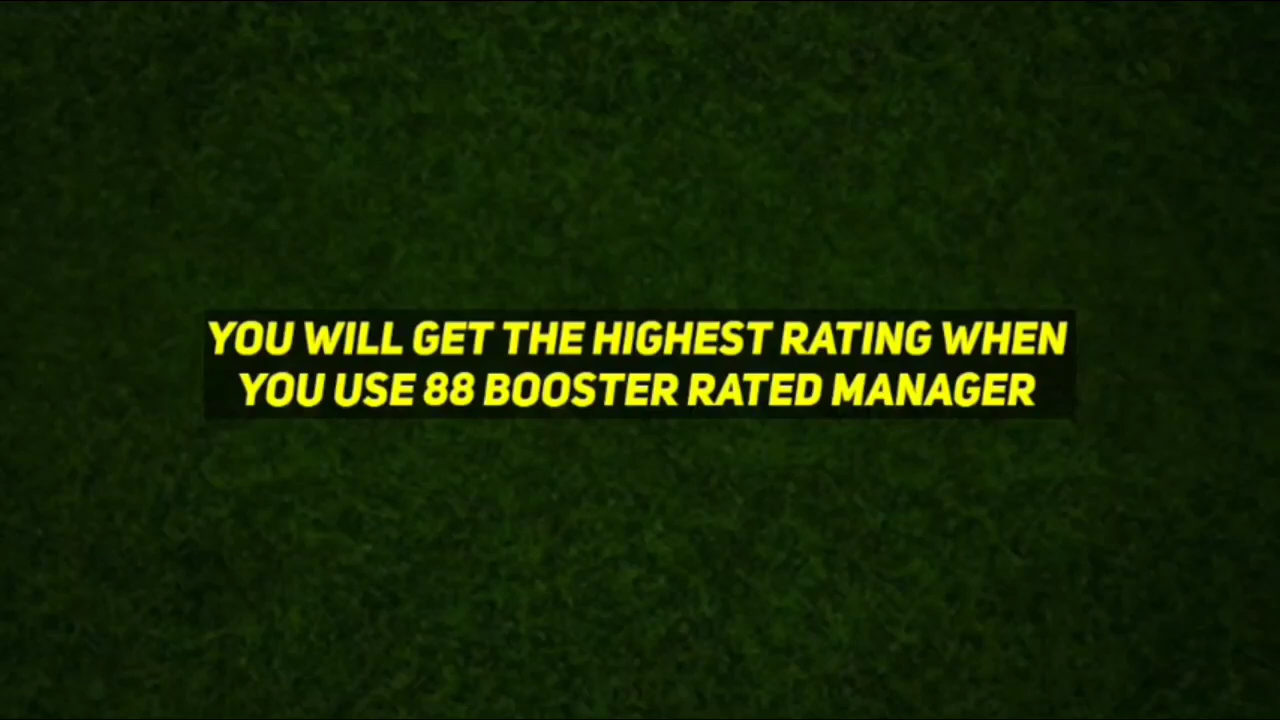 YOU WILL GET THE HIGHEST RATING WHEN
YOU USE 88 BOOSTER RATED MANAGER